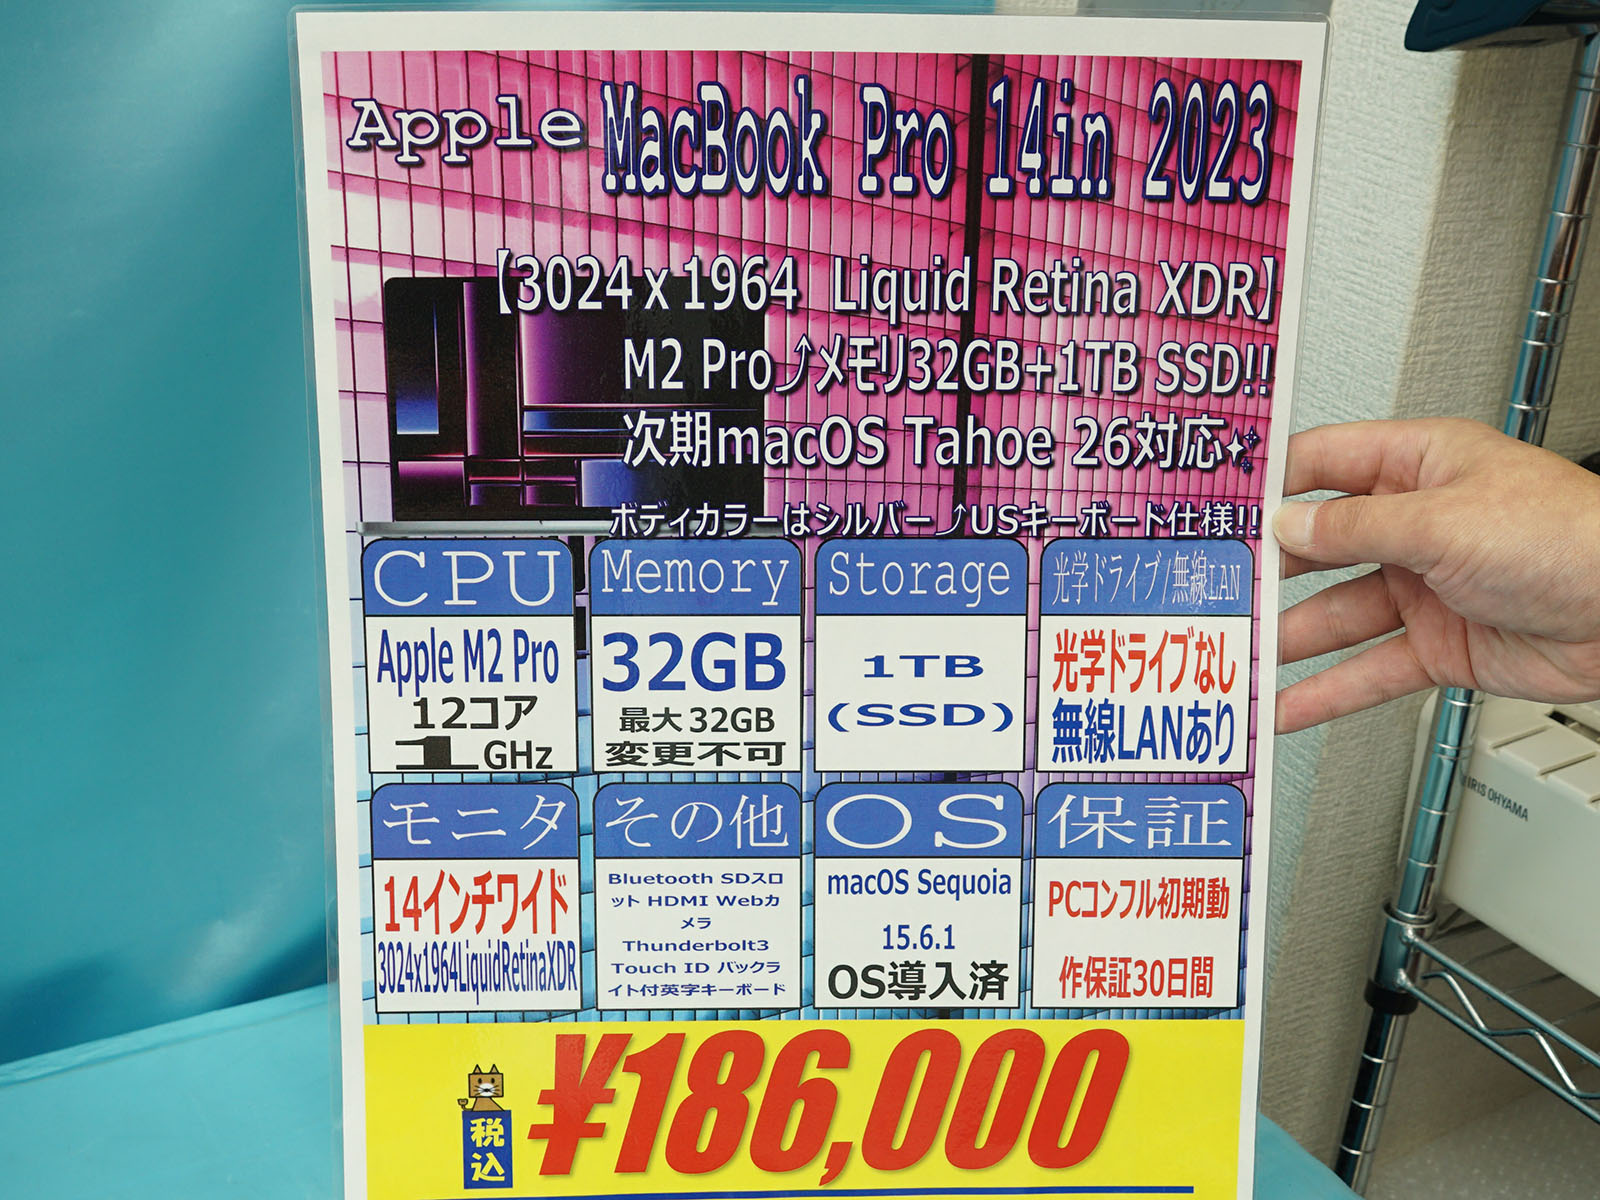 Apple MacBook Pro 14in 2023
【3024x1964 Liquid Retina XDR】
M2 Pro⤴メモリ32GB+1TB SSD!!
次期macOS Tahoe 26対応✨
ボディカラーはシルバー⤴USキーボード仕様!!
CPU
Apple M2 Pro
12コア
1GHz
Memory
32GB
最大 32GB
変更不可
Storage
1TB
(SSD)
光学ドライブ/無線LAN
光学ドライブなし
無線LANあり
モニタ
14インチワイド
3024x1964LiquidRetinaXDR
その他
Bluetooth SDスロ
ット HDMI Webカ
メラ
Thunderbolt3
Touch ID バックラ
イト付英字キーボード
OS
macOS Sequoia
15.6.1
OS導入済
保証
PCコンフル初期動
作保証30日間
税込
¥186,000
IRIS OHYAMA